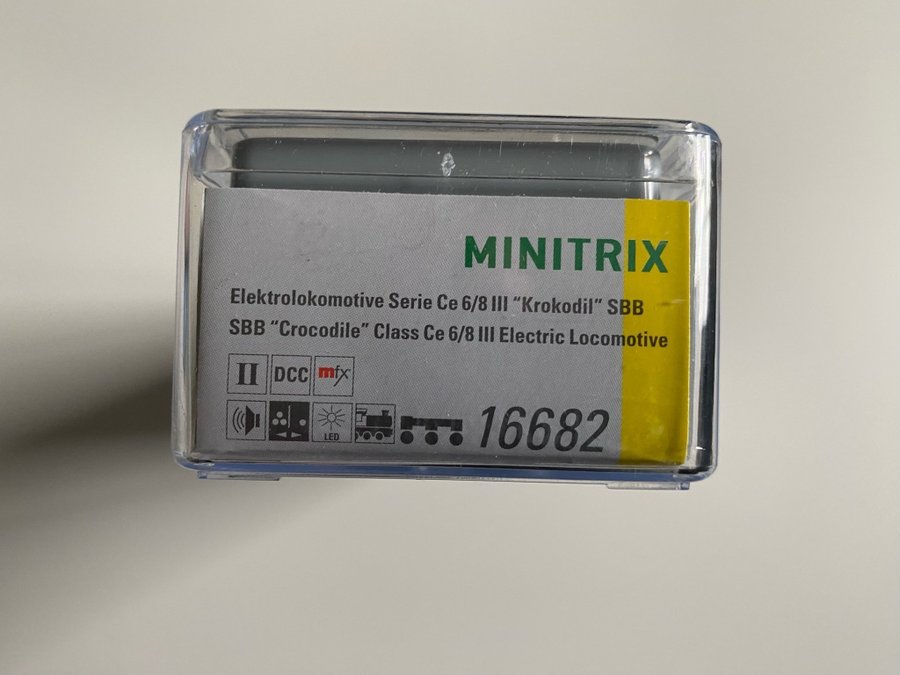 MINITRIX
Elektrolokomotive Serie Ce 6/8 III “Krokodil” SBB
SBB “Crocodile” Class Ce 6/8 III Electric Locomotive
II DCC mfx
LED 16682